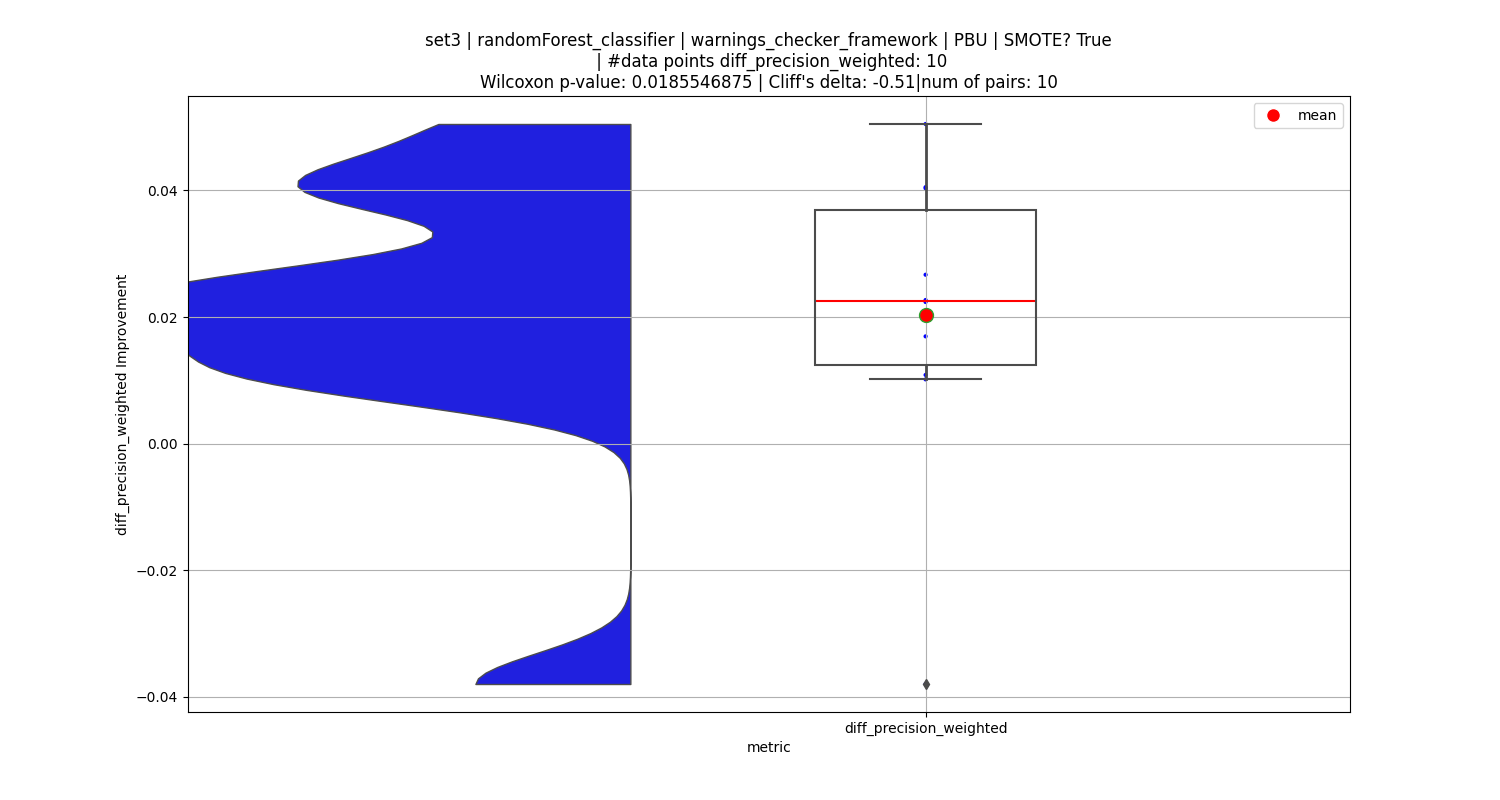 set3 | randomForest_classifier | warnings_checker_framework | PBU | SMOTE? True
| #data points diff_precision_weighted: 10
Wilcoxon p-value: 0.0185546875 | Cliff's delta: -0.51|num of pairs: 10
mean
0.04
0.02
0.00
−0.02
−0.04
diff_precision_weighted Improvement
diff_precision_weighted
metric